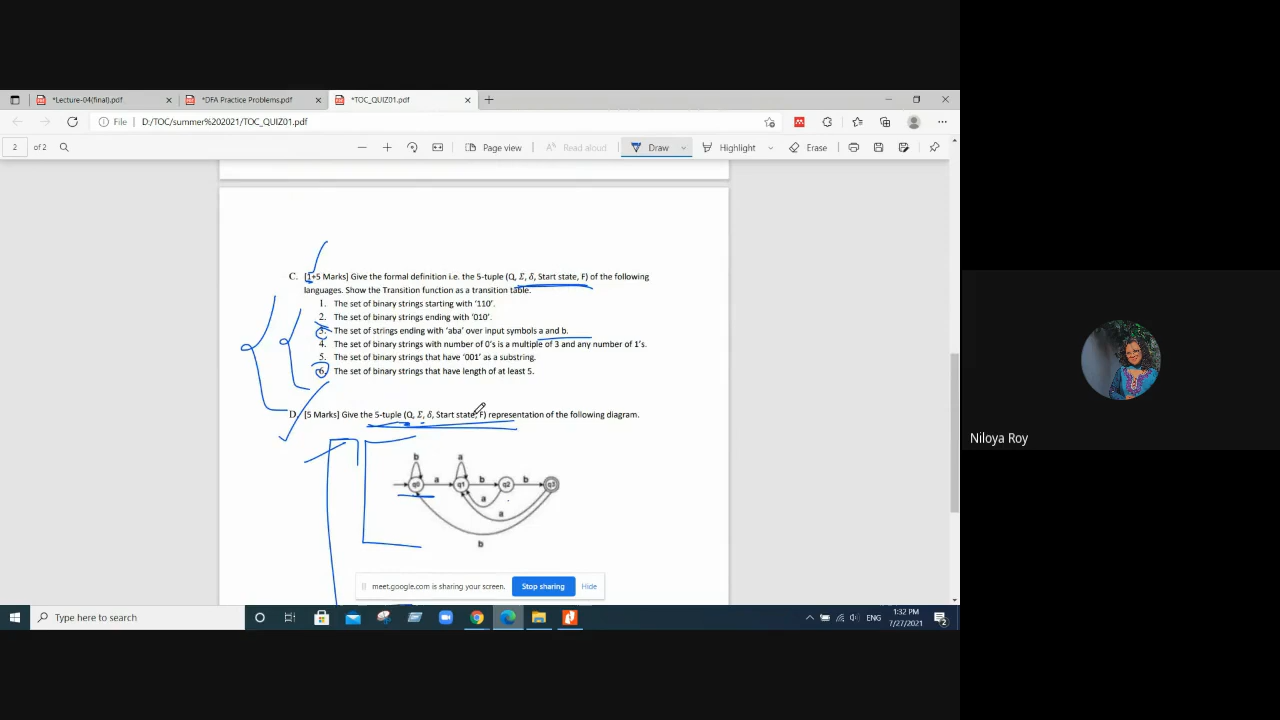 *Lecture-04(final).pdf
*DFA Practice Problems.pdf
*TOC_QUIZ01.pdf
File D:/TOC/summer%202021/TOC_QUIZ01.pdf
2 of 2 Page view Read aloud Draw Highlight Erase
C. [1+5 Marks] Give the formal definition i.e. the 5-tuple (Q, Σ, δ, Start state, F) of the following
languages. Show the Transition function as a transition table.
1. The set of binary strings starting with '110'.
2. The set of binary strings ending with '010'.
3. The set of strings ending with 'aba' over input symbols a and b.
4. The set of binary strings with number of 0's is a multiple of 3 and any number of 1's.
5. The set of binary strings that have '001' as a substring.
6. The set of binary strings that have length of at least 5.
D. [5 Marks] Give the 5-tuple (Q, Σ, δ, Start state, F) representation of the following diagram.
b a
q0 a q1 b q2 b q3
a
a
b
meet.google.com is sharing your screen. Stop sharing Hide
Niloya Roy
Type here to search
ENG
1:32 PM
7/27/2021
2